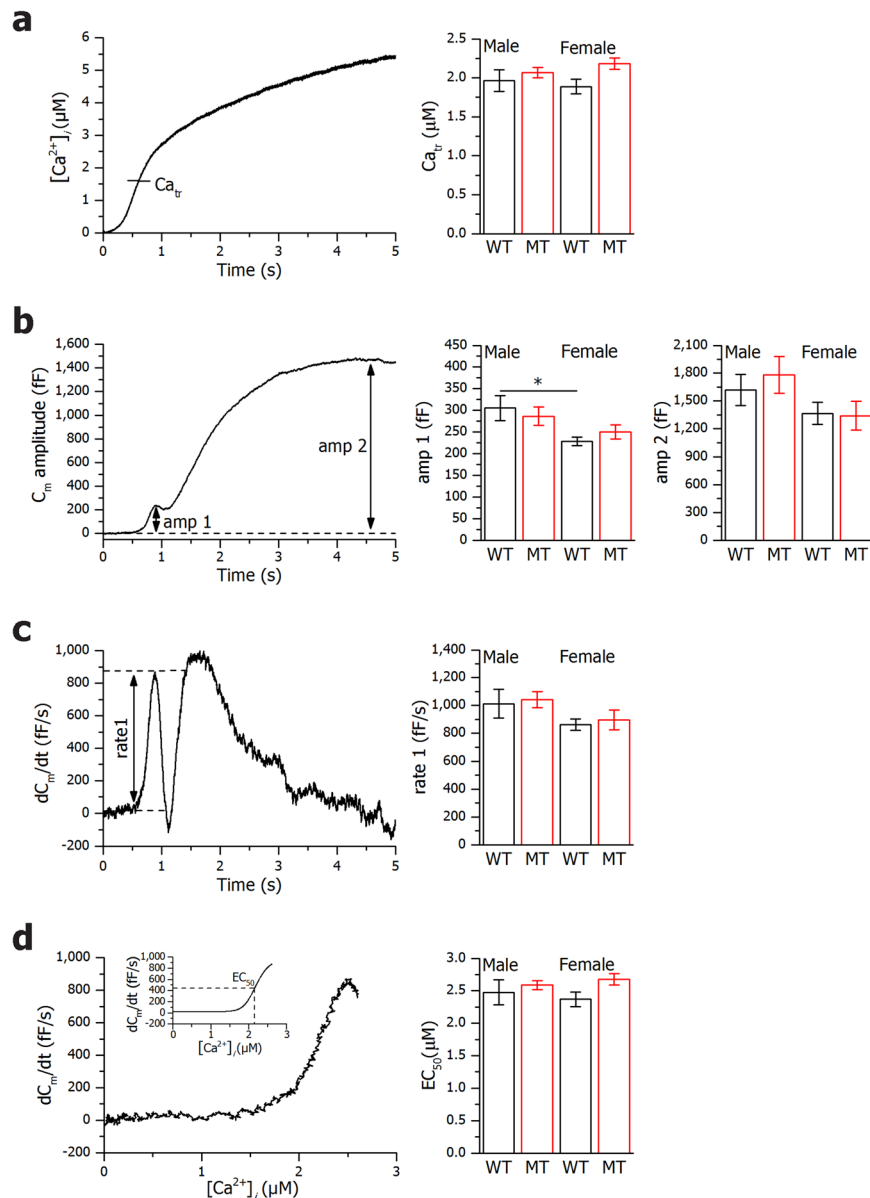 a
[Ca²⁺]ᵢ (µM)
6
5
4
3
2
1
0
Ca_tr
0 1 2 3 4 5
Time (s)
Ca_tr (µM)
2.5
2.0
1.5
1.0
0.5
0.0
Male Female
WT MT WT MT
b
C_m amplitude (fF)
1,600
1,400
1,200
1,000
800
600
400
200
0
amp 1
amp 2
0 1 2 3 4 5
Time (s)
amp 1 (fF)
450
400
350
300
250
200
150
100
50
0
Male Female
*
WT MT WT MT
amp 2 (fF)
2,100
1,800
1,500
1,200
900
600
300
0
Male Female
WT MT WT MT
c
dC_m/dt (fF/s)
1,000
800
600
400
200
0
-200
rate1
0 1 2 3 4 5
Time (s)
rate 1 (fF/s)
1,400
1,200
1,000
800
600
400
200
0
Male Female
WT MT WT MT
d
dC_m/dt (fF/s)
1,000
800
600
400
200
0
-200
0 1 2 3
[Ca²⁺]ᵢ (µM)
dC_m/dt (fF/s)
1,000
800
600
400
200
0
-200
EC₅₀
0 1 2 3
[Ca²⁺]ᵢ (µM)
EC₅₀(µM)
3.0
2.5
2.0
1.5
1.0
0.5
0.0
Male Female
WT MT WT MT